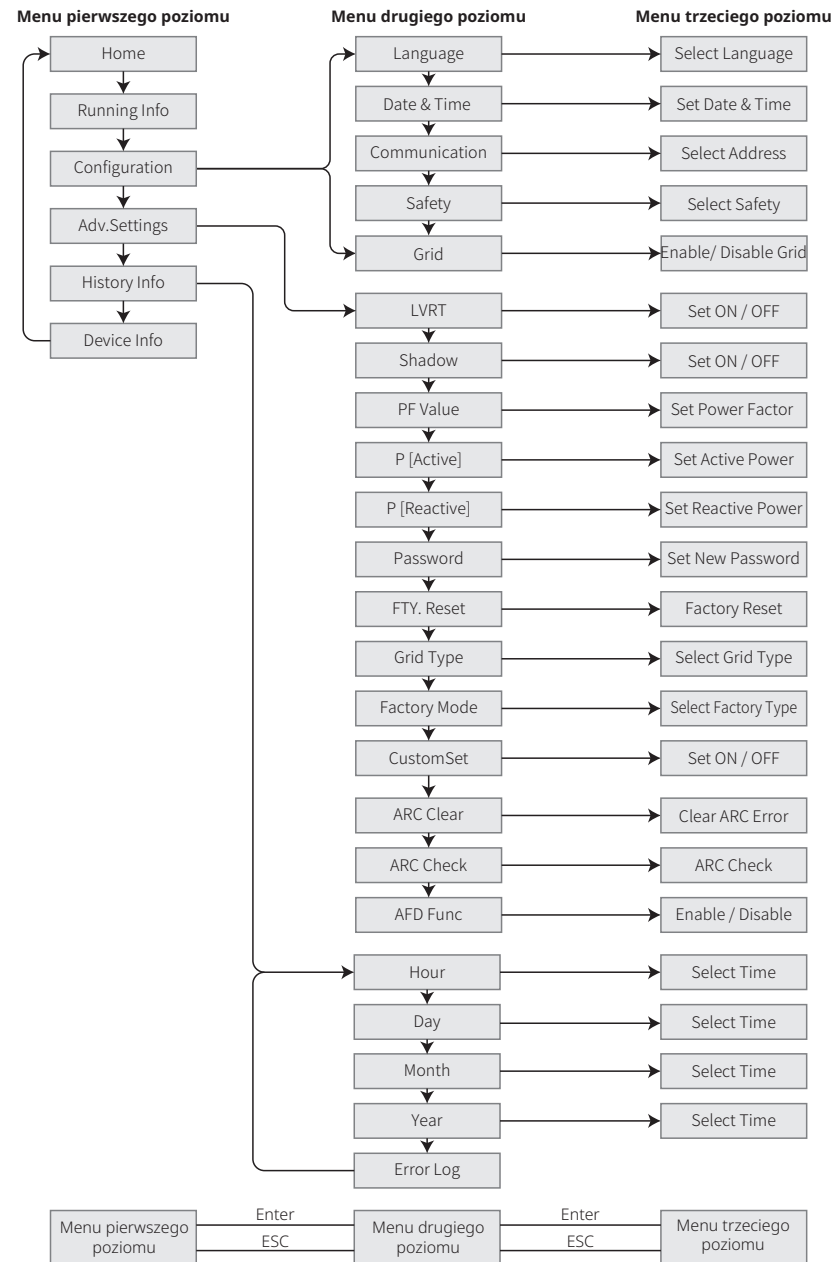 Menu pierwszego poziomu
Menu drugiego poziomu
Menu trzeciego poziomu
Home
Running Info
Configuration
Adv.Settings
History Info
Device Info
Language
Select Language
Date & Time
Set Date & Time
Communication
Select Address
Safety
Select Safety
Grid
Enable/ Disable Grid
LVRT
Set ON / OFF
Shadow
Set ON / OFF
PF Value
Set Power Factor
P [Active]
Set Active Power
P [Reactive]
Set Reactive Power
Password
Set New Password
FTY. Reset
Factory Reset
Grid Type
Select Grid Type
Factory Mode
Select Factory Type
CustomSet
Set ON / OFF
ARC Clear
Clear ARC Error
ARC Check
ARC Check
AFD Func
Enable / Disable
Hour
Select Time
Day
Select Time
Month
Select Time
Year
Select Time
Error Log
Menu pierwszego
poziomu
Enter
ESC
Menu drugiego
poziomu
Enter
ESC
Menu trzeciego
poziomu